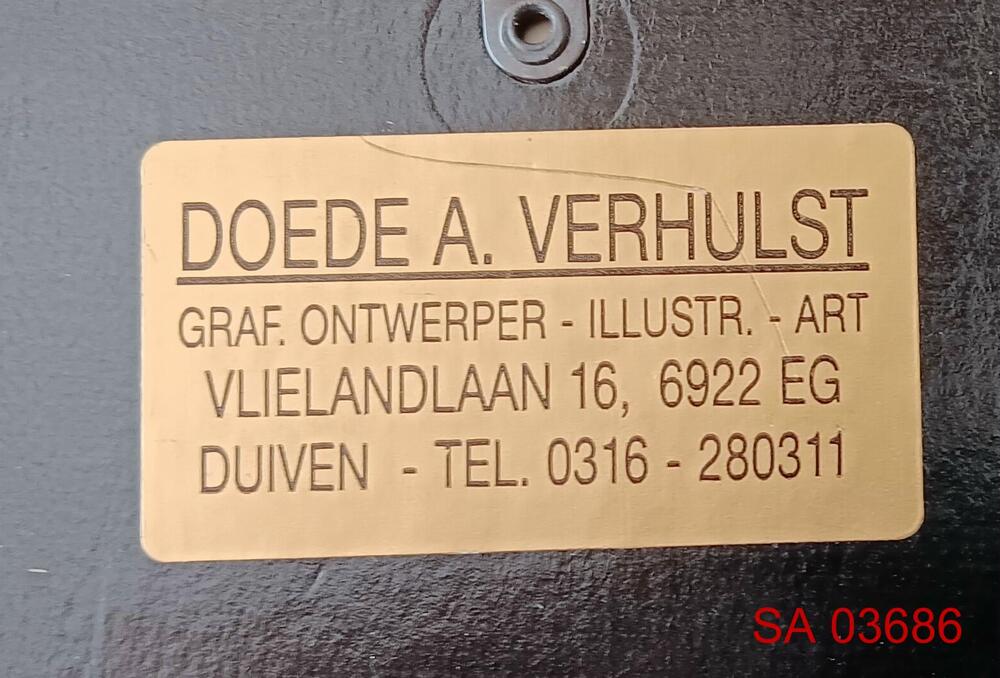 DOEDE A. VERHULST
GRAF. ONTWERPER - ILLUSTR. - ART
VLIELANDLAAN 16, 6922 EG
DUIVEN - TEL. 0316 - 280311
SA 03686